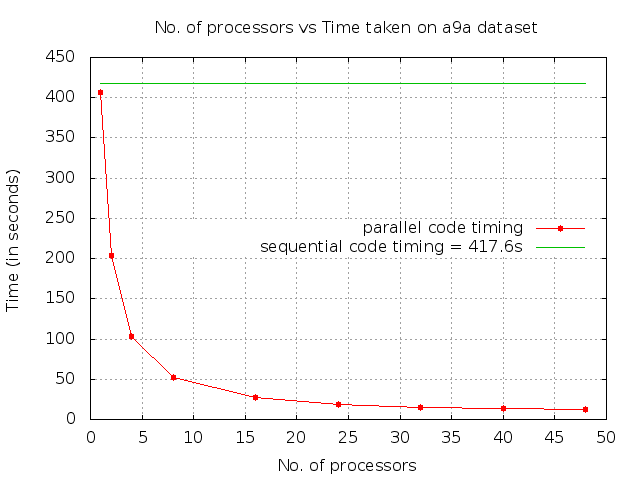 No. of processors vs Time taken on a9a dataset
450
400
350
300
250
200
150
100
50
0
Time (in seconds)
parallel code timing
sequential code timing = 417.6s
0 5 10 15 20 25 30 35 40 45 50
No. of processors